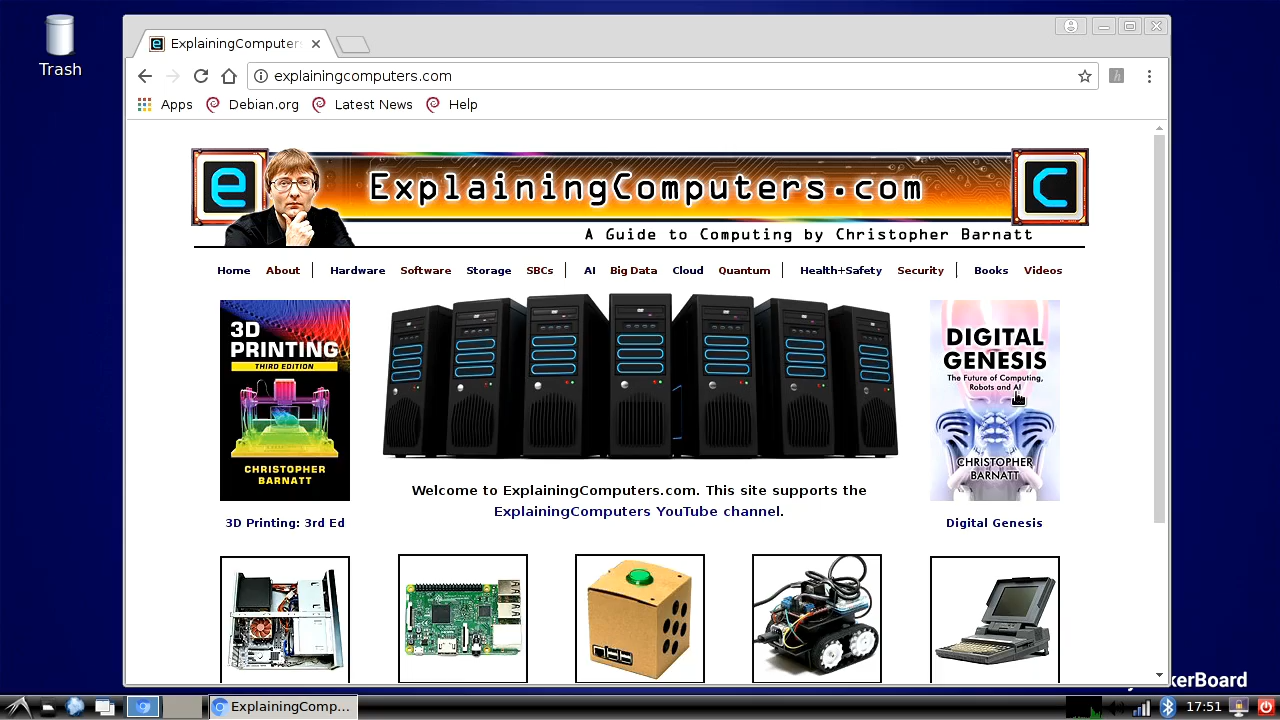 Trash
ExplainingComputers
explainingcomputers.com
Apps
Debian.org
Latest News
Help
e
ExplainingComputers.com
C
A Guide to Computing by Christopher Barnatt
Home About Hardware Software Storage SBCs AI Big Data Cloud Quantum Health+Safety Security Books Videos
3D
PRINTING
THIRD EDITION
CHRISTOPHER
BARNATT
3D Printing: 3rd Ed
Welcome to ExplainingComputers.com. This site supports the
ExplainingComputers YouTube channel.
DIGITAL
GENESIS
The Future of Computing,
Robots and AI
CHRISTOPHER
BARNATT
Digital Genesis
kerBoard
ExplainingComp...
17:51